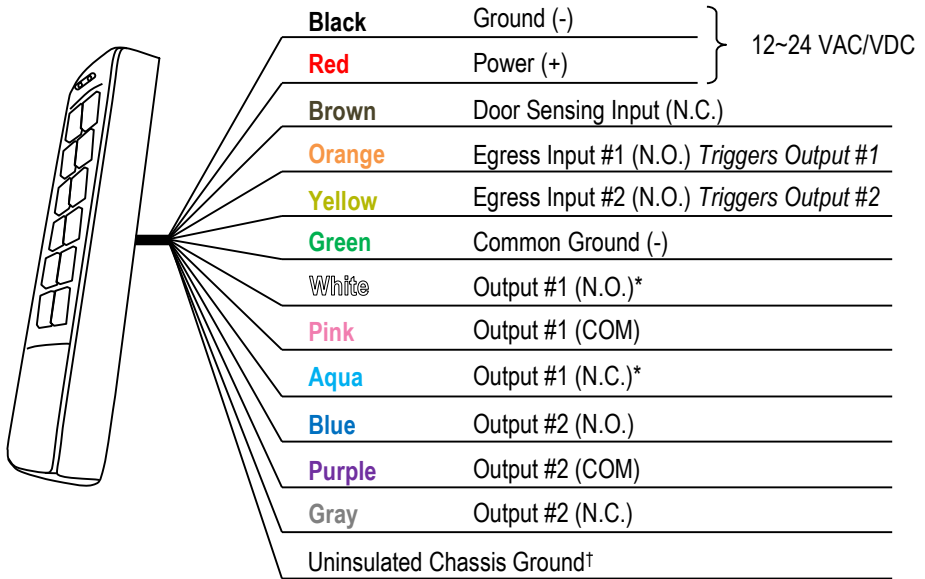 Black Ground (-)
12~24 VAC/VDC
Red Power (+)
Brown Door Sensing Input (N.C.)
Orange Egress Input #1 (N.O.) Triggers Output #1
Yellow Egress Input #2 (N.O.) Triggers Output #2
Green Common Ground (-)
White Output #1 (N.O.)*
Pink Output #1 (COM)
Aqua Output #1 (N.C.)*
Blue Output #2 (N.O.)
Purple Output #2 (COM)
Gray Output #2 (N.C.)
Uninsulated Chassis Ground†